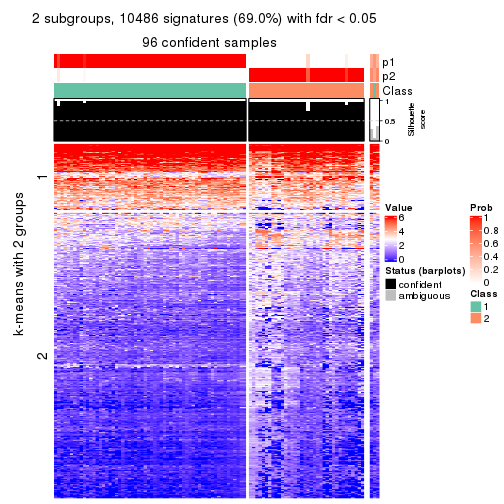 2 subgroups, 10486 signatures (69.0%) with fdr < 0.05
96 confident samples
p1
p2
Class
1
0.5
0
Silhouette
score
k-means with 2 groups
1
2
Value
6
4
2
0
Status (barplots)
confident
ambiguous
Prob
1
0.8
0.6
0.4
0.2
0
Class
1
2